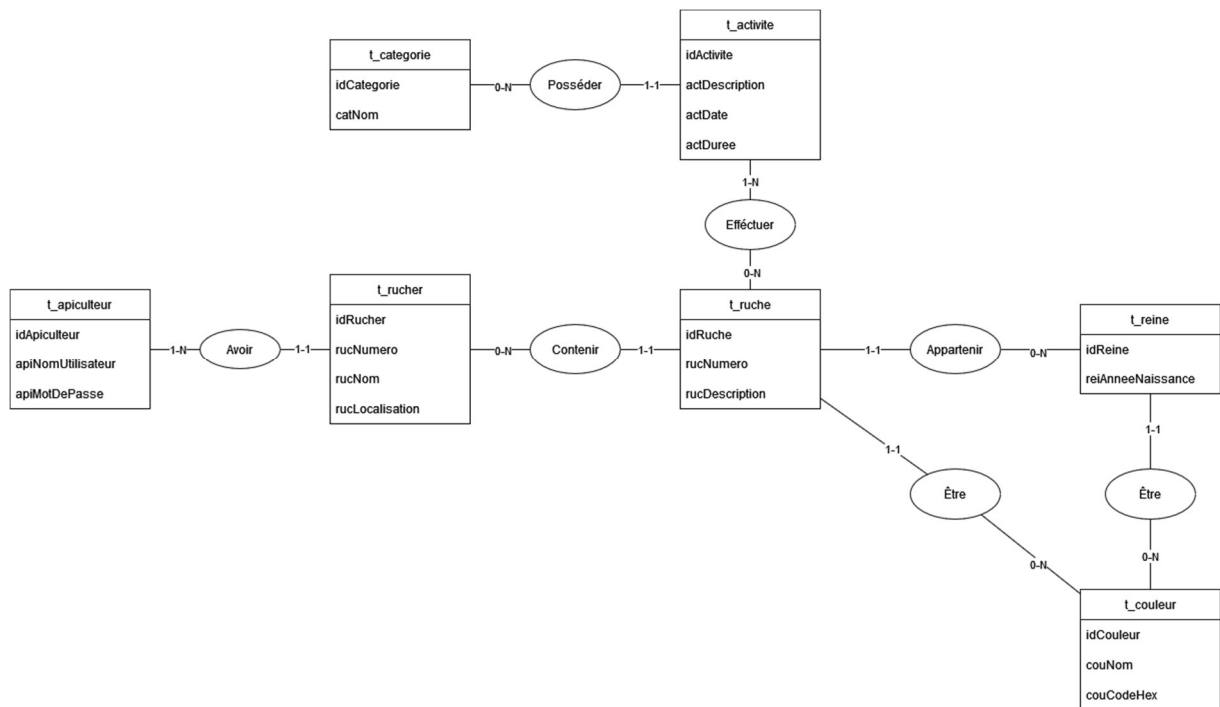 t_activite
idActivite
actDescription
actDate
actDuree
t_categorie
idCategorie
catNom
0-N
Posséder
1-1
1-N
Efféctuer
0-N
t_apiculteur
idApiculteur
apiNomUtilisateur
apiMotDePasse
1-N
Avoir
1-1
t_rucher
idRucher
rucNumero
rucNom
rucLocalisation
0-N
Contenir
1-1
t_ruche
idRuche
rucNumero
rucDescription
1-1
Appartenir
0-N
t_reine
idReine
reiAnneeNaissance
1-1
Être
0-N
1-1
Être
0-N
t_couleur
idCouleur
couNom
couCodeHex